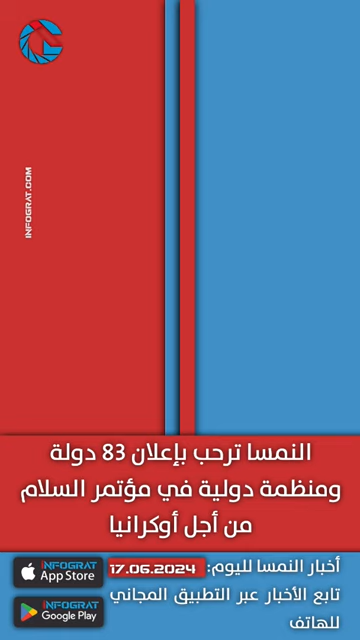 INFOGRAT.COM
النمسا ترحب بإعلان 83 دولة
ومنظمة دولية في مؤتمر السلام
من أجل أوكرانيا
أخبار النمسا لليوم: 17.06.2024
تابع الأخبار عبر التطبيق المجاني
للهاتف
INFOGRAT
App Store
INFOGRAT
Google Play